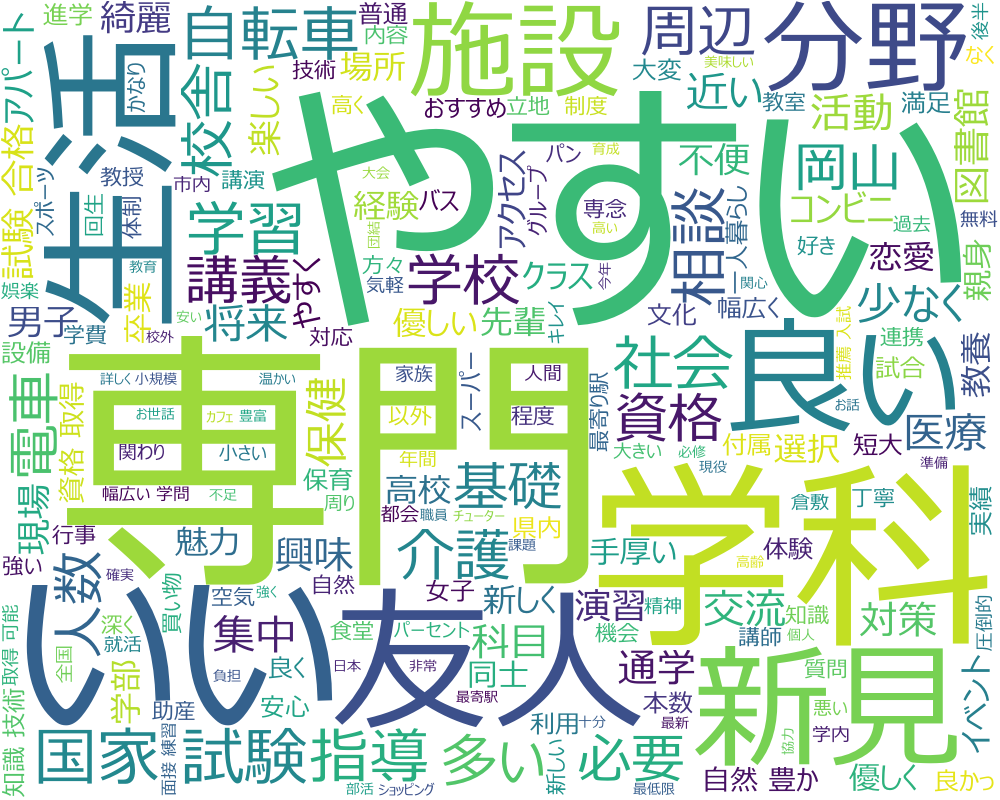 進学
綺麗
自転車
普通
内容
施設
周辺
分野
後半
なく
アパート
かなり
技術
場所
美味しい
大変
近い
教室
活動
満足
図書館
生活
校舎
楽しい
高く
おすすめ
立地
制度
やすい
合格
試験
スポーツ
教授
市内
講演
アクセス
パン
グループ
育成
不便
岡山
コンビニ
大会
経験
バス
専念
回生
体制
学習
団結
高い
相談
一人暮らし
好き
過去
無料
娯楽
教育
講義
方々
気軽
学校
クラス
今年
関心
恋愛
親身
男子
卒業
安い
将来
やすく
優しい
先輩
キレイ
文化
幅広く
少なく
設備
学費
校外
対応
連携
専門
良い
社会
推薦
入試
試合
教養
電車
詳しく
小規模
温かい
保健
家族
スーパー
人間
最寄り駅
資格
お話
医療
お世話
カフェ
豊富
以外
程度
付属
選択
短大
資格
取得
関わり
小さい
年間
大きい
必修
現役
準備
現場
幅広い
学問
不足
保育
周り
高校
基礎
都会
職員
チューター
県内
倉敷
丁寧
実績
学科
行事
魅力
興味
介護
課題
手厚い
体験
高齢
強い
確実
人数
自然
女子
新しく
演習
精神
交流
知識
対策
圧倒的
可能
買い物
空気
強く
集中
食堂
パーセント
科目
機会
講師
個人
いい
友人
新見
取得
深く
全国
就活
良く
日本
非常
同士
通学
質問
イベント
技術
学部
負担
助産
安心
最寄駅
利用
十分
本数
最新
悪い
学内
知識
国家
試験
面接
練習
指導
多い
新しい
必要
協力
部活
ショッピング
最低限
自然
豊か
優しく
良かっ